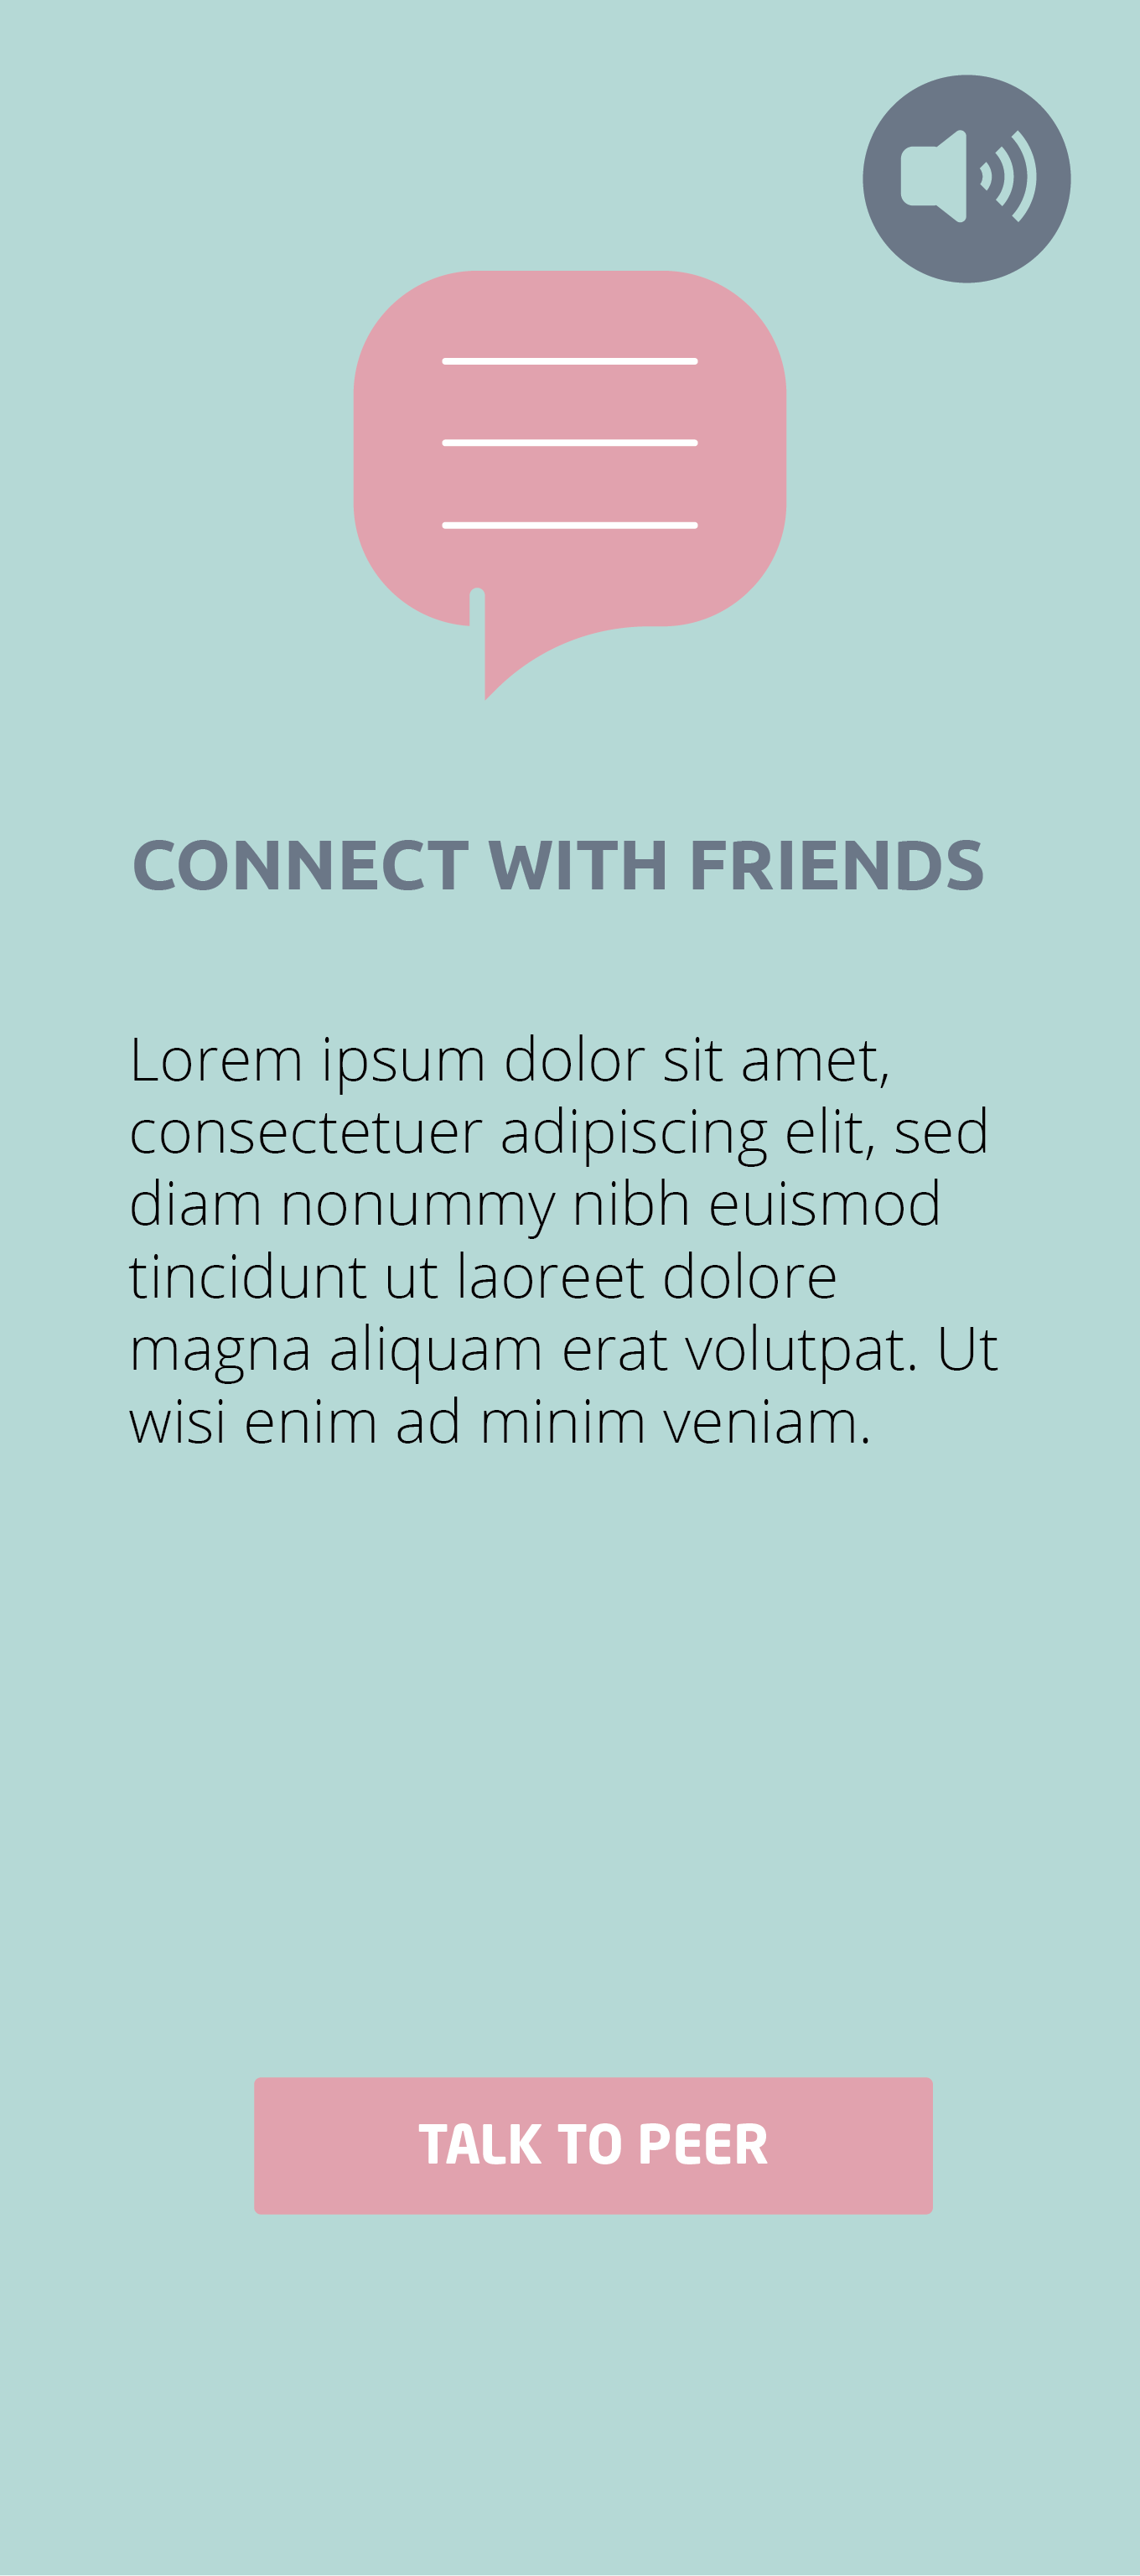 CONNECT WITH FRIENDS
Lorem ipsum dolor sit amet,
consectetuer adipiscing elit, sed
diam nonummy nibh euismod
tincidunt ut laoreet dolore
magna aliquam erat volutpat. Ut
wisi enim ad minim veniam.
TALK TO PEER